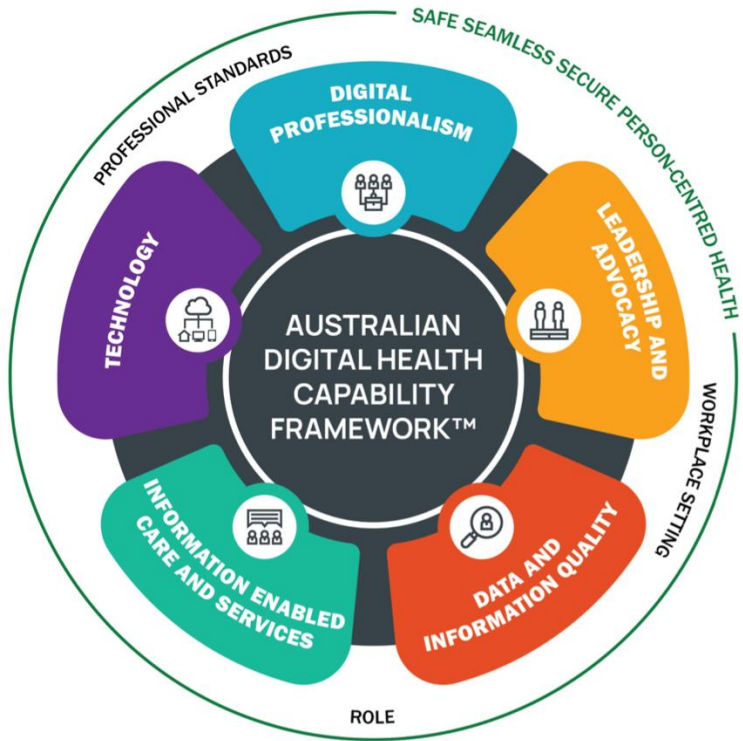 SAFE SEAMLESS SECURE PERSON-CENTRED HEALTH
PROFESSIONAL STANDARDS
DIGITAL
PROFESSIONALISM
LEADERSHIP AND
ADVOCACY
TECHNOLOGY
AUSTRALIAN
DIGITAL HEALTH
CAPABILITY
FRAMEWORK™
WORKPLACE SETTING
INFORMATION ENABLED
CARE AND SERVICES
DATA AND
INFORMATION QUALITY
ROLE